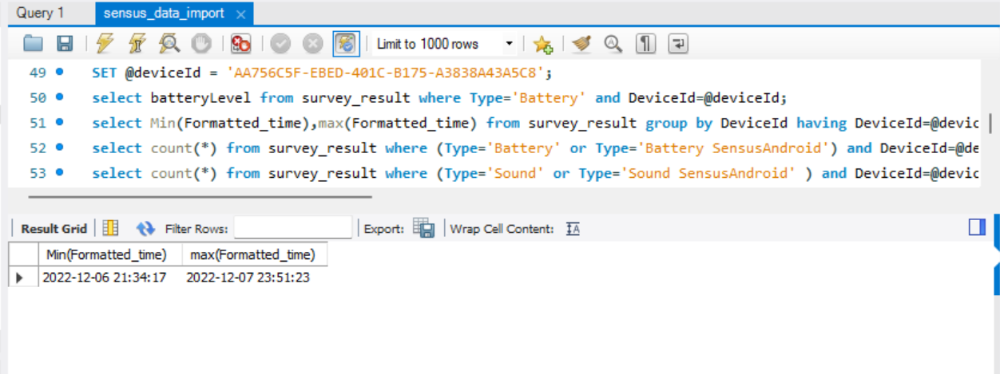 Query 1 sensus_data_import ×
Limit to 1000 rows
49 SET @deviceId = 'AA756C5F-EBED-401C-B175-A3838A43A5C8';
50 select batteryLevel from survey_result where Type='Battery' and DeviceId=@deviceId;
51 select Min(Formatted_time),max(Formatted_time) from survey_result group by DeviceId having DeviceId=@devic
52 select count(*) from survey_result where (Type='Battery' or Type='Battery SensusAndroid') and DeviceId=@de
53 select count(*) from survey_result where (Type='Sound' or Type='Sound SensusAndroid' ) and DeviceId=@devic
Result Grid Filter Rows: Export: Wrap Cell Content:
Min(Formatted_time) max(Formatted_time)
2022-12-06 21:34:17 2022-12-07 23:51:23